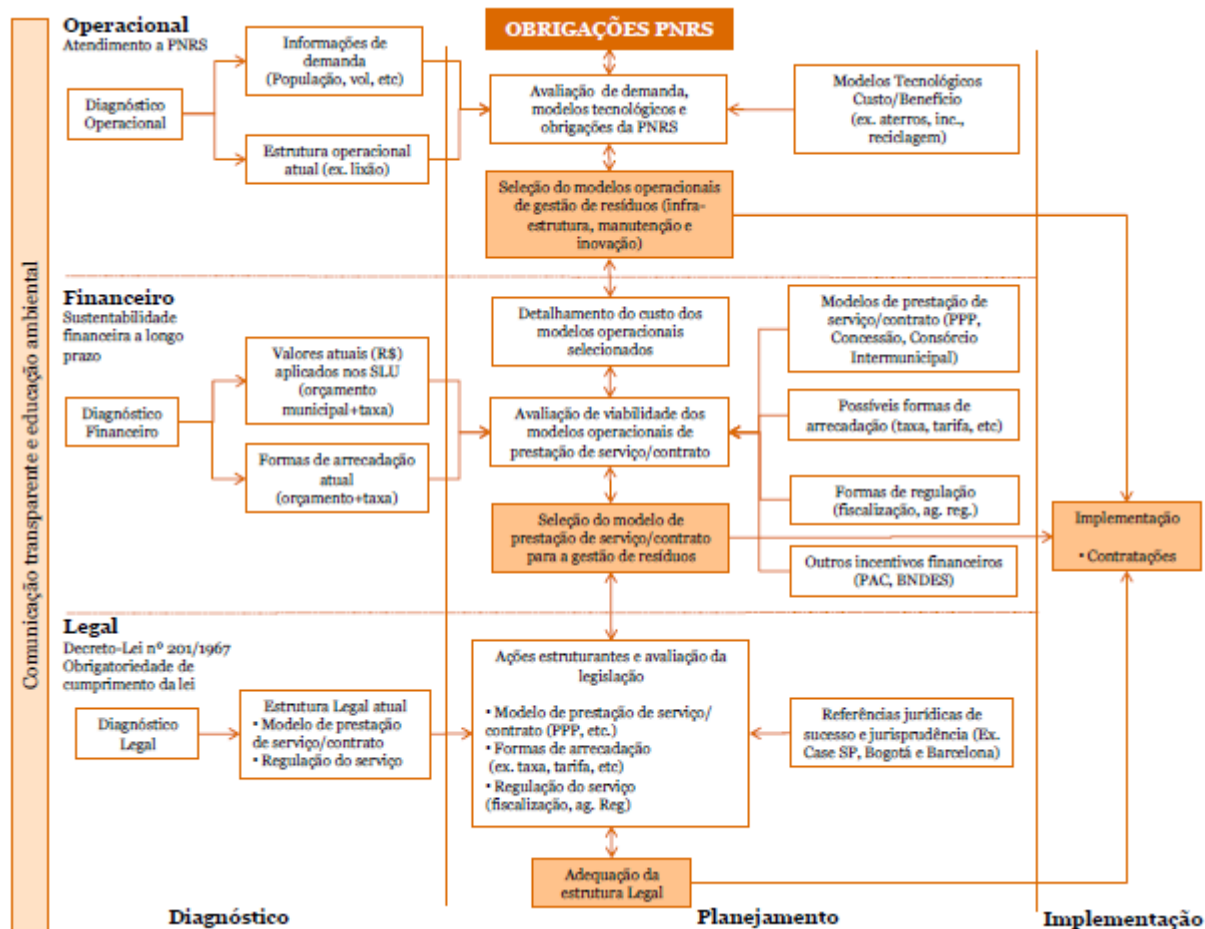 Comunicação transparente e educação ambiental
Operacional
Atendimento a PNRS
Diagnóstico
Operacional
Informações de
demanda
(População, vol, etc)
Estrutura operacional
atual (ex. lixão)
OBRIGAÇÕES PNRS
Avaliação de demanda,
modelos tecnológicos e
obrigações da PNRS
Modelos Tecnológicos
Custo/Benefício
(ex. aterros, inc.,
reciclagem)
Seleção do modelos operacionais
de gestão de resíduos (infra-
estrutura, manutenção e
inovação)
Financeiro
Sustentabilidade
financeira a longo
prazo
Diagnóstico
Financeiro
Valores atuais (R$)
aplicados nos SLU
(orçamento
municipal+taxa)
Formas de arrecadação
atual
(orçamento+taxa)
Detalhamento do custo dos
modelos operacionais
selecionados
Avaliação de viabilidade dos
modelos operacionais de
prestação de serviço/contrato
Seleção do modelo de
prestação de serviço/contrato
para a gestão de resíduos
Modelos de prestação de
serviço/contrato (PPP,
Concessão, Consórcio
Intermunicipal)
Possíveis formas de
arrecadação (taxa, tarifa, etc)
Formas de regulação
(fiscalização, ag. reg.)
Outros incentivos financeiros
(PAC, BNDES)
Implementação
• Contratações
Legal
Decreto-Lei nº 201/1967
Obrigatoriedade de
cumprimento da lei
Diagnóstico
Legal
Estrutura Legal atual
• Modelo de prestação
de serviço/contrato
• Regulação do serviço
Ações estruturantes e avaliação da
legislação
• Modelo de prestação de serviço/
contrato (PPP, etc.)
• Formas de arrecadação
(ex. taxa, tarifa, etc)
• Regulação do serviço
(fiscalização, ag. Reg)
Referências jurídicas de
sucesso e jurisprudência (Ex.
Case SP, Bogotá e Barcelona)
Adequação da
estrutura Legal
Diagnóstico
Planejamento
Implementação